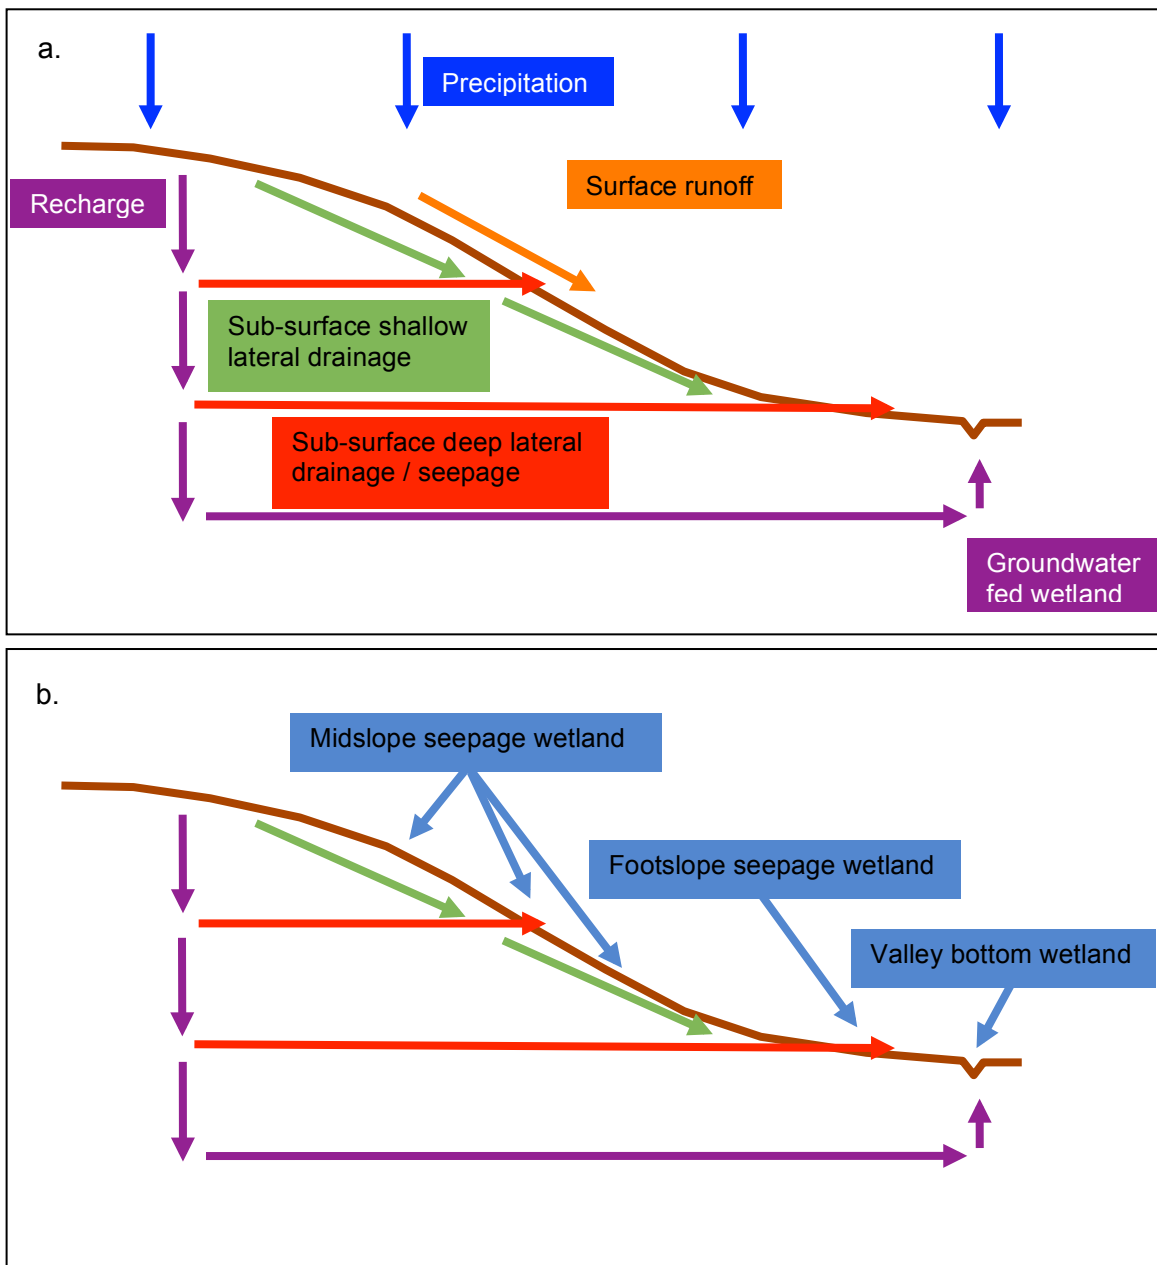 a.
Precipitation
Surface runoff
Recharge
Sub-surface shallow
lateral drainage
Sub-surface deep lateral
drainage / seepage
Groundwater
fed wetland
b.
Midslope seepage wetland
Footslope seepage wetland
Valley bottom wetland